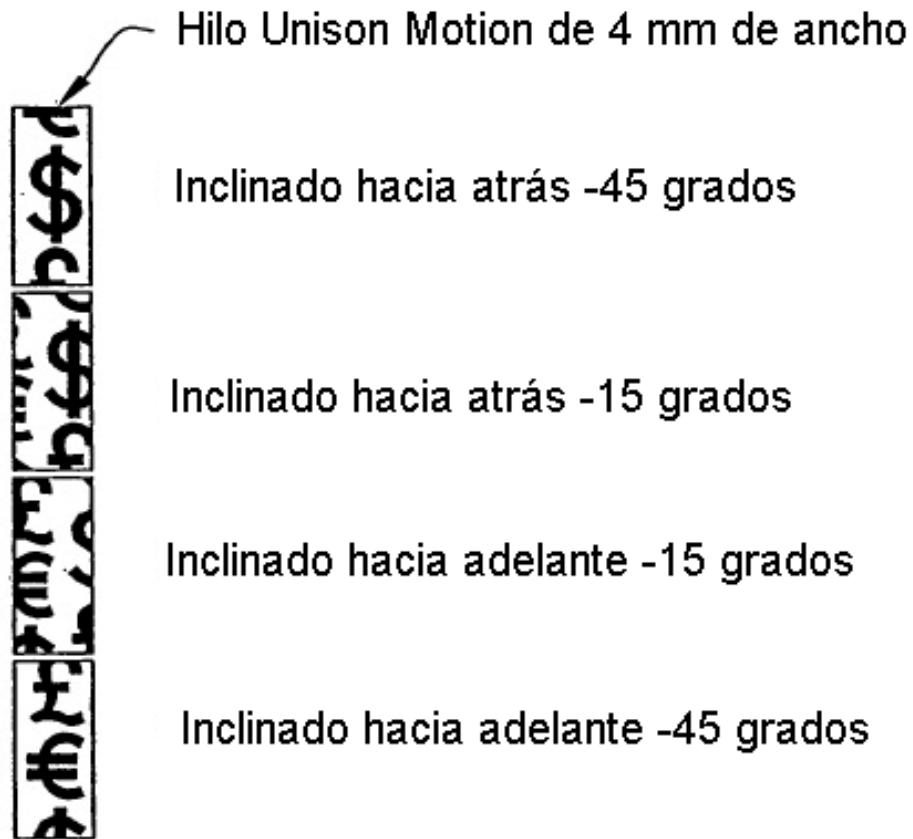 Hilo Unison Motion de 4 mm de ancho
Inclinado hacia atrás -45 grados
$
Inclinado hacia atrás -15 grados
$
Inclinado hacia adelante -15 grados
Inclinado hacia adelante -45 grados